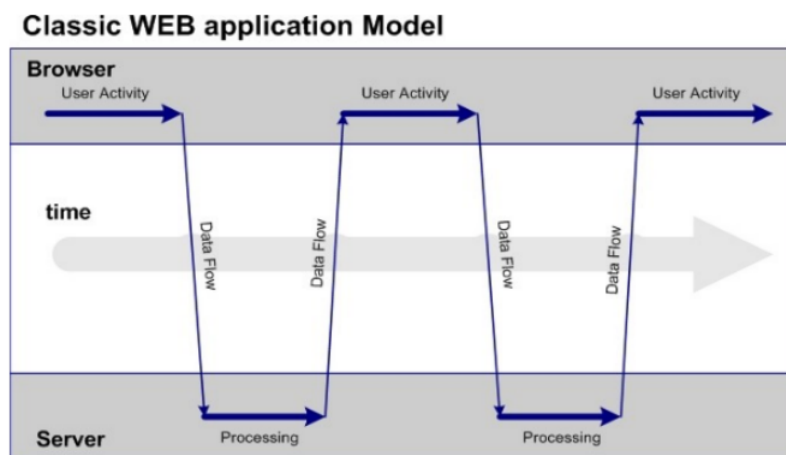 Classic WEB application Model
Browser
User Activity
User Activity
User Activity
time
Data Flow
Data Flow
Data Flow
Data Flow
Server
Processing
Processing